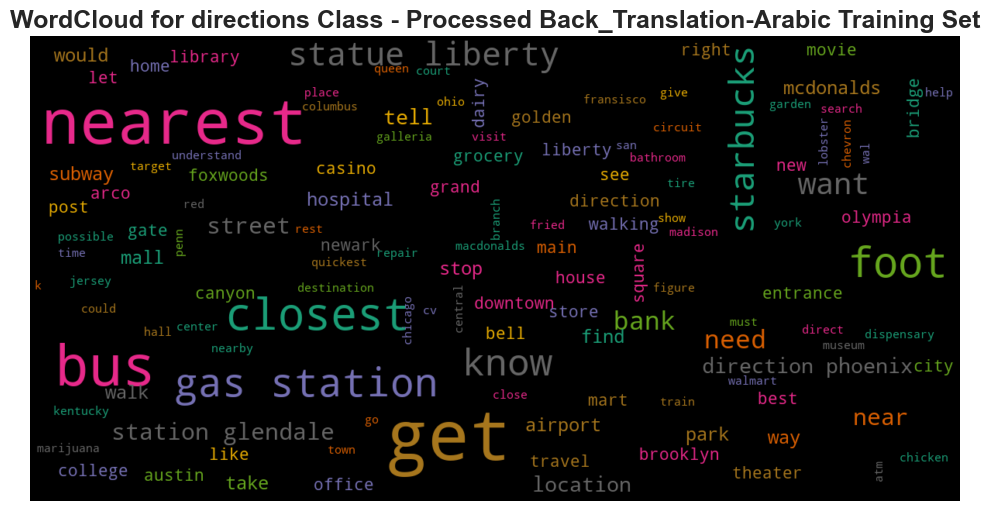 WordCloud for directions Class - Processed Back_Translation-Arabic Training Set
would
home
library
let
statue liberty
queen
court
right
movie
nearest
place
columbus
ohio
tell
galleria
dairy
visit
golden
fransisco
give
circuit
starbucks
mcdonalds
garden
search
bridge
help
understand
target
subway
foxwoods
casino
grocery
liberty
san
bathroom
see
tire
new
lobster
chevron
wal
want
arco
post
red
hospital
grand
direction
branch
fried
walking
show
madison
york
olympia
possible
time
penn
gate
mall
street
rest
newark
quickest
repair
macdonalds
main
stop
house
square
foot
k
jersey
could
canyon
destination
closest
chicago
cv
central
downtown
store
figure
entrance
hall
center
nearby
bell
find
bank
must
need
direct
museum
dispensary
bus
walk
gas station
know
close
direction phoenix
city
walmart
kentucky
station glendale
get
go
mart
train
best
near
airport
marijuana
like
town
travel
brooklyn
park
way
chicken
college
austin
take
office
location
theater
atm